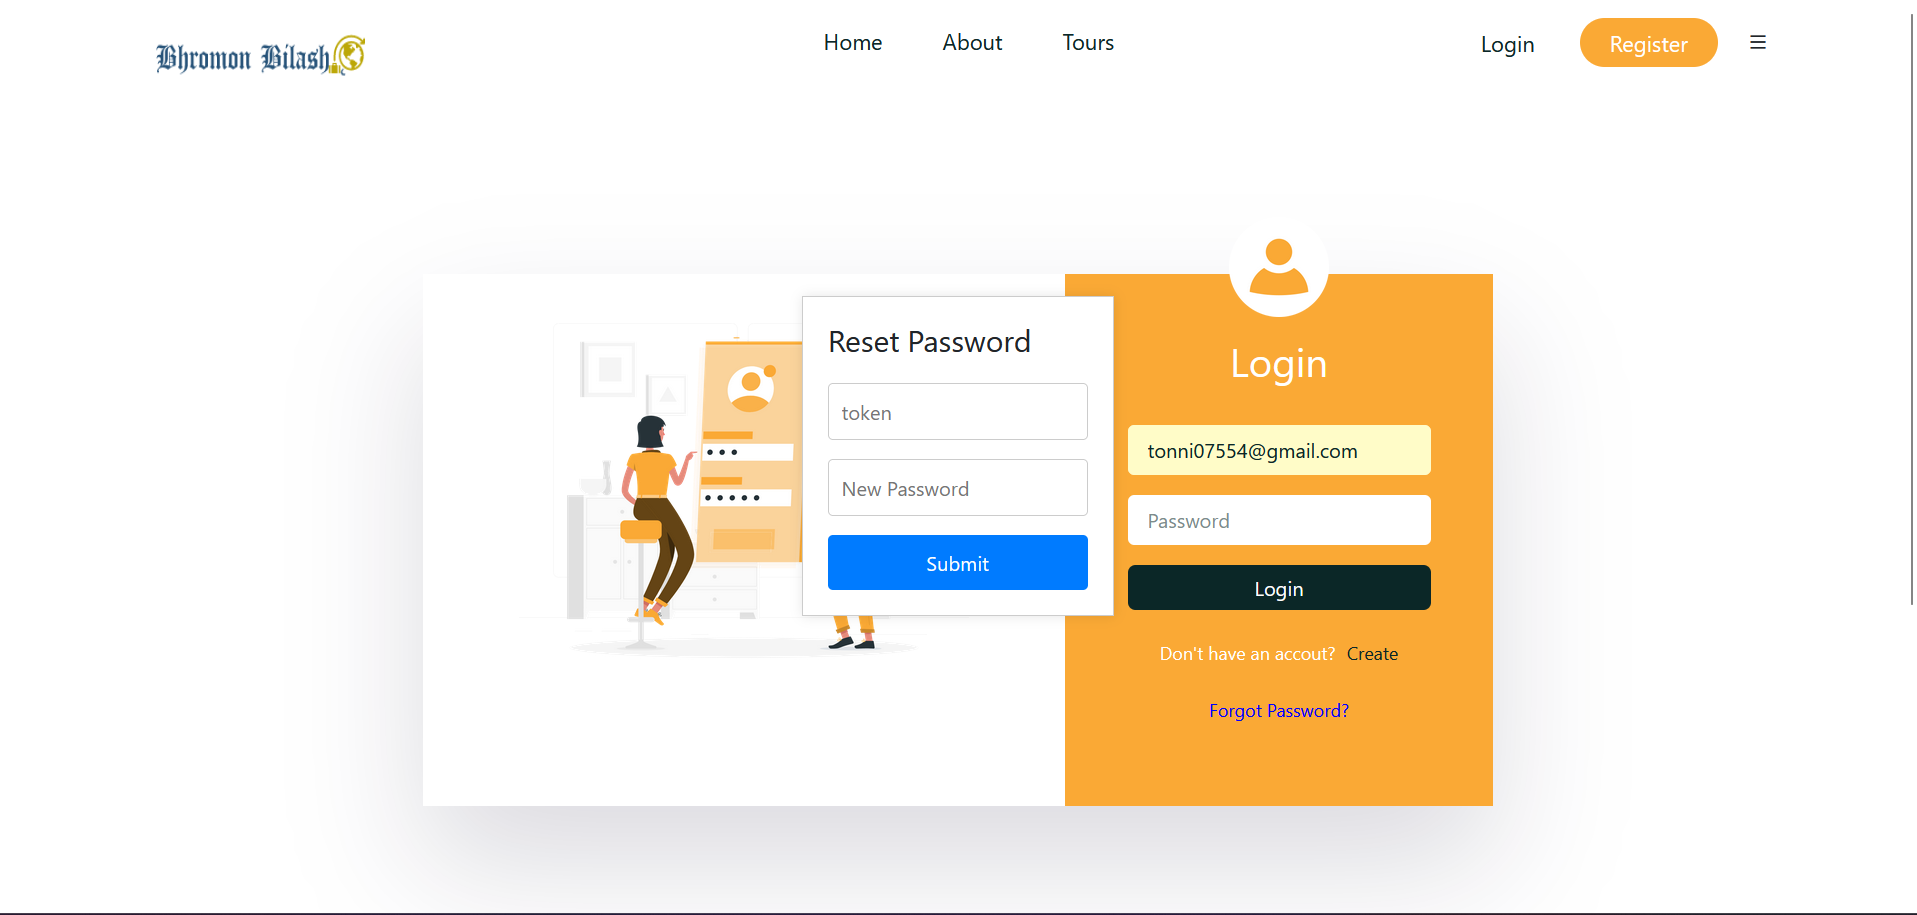 Bhromon Bilash
Home About Tours
Login Register
Reset Password
token
New Password
Submit
Login
tonni07554@gmail.com
Password
Login
Don't have an accout? Create
Forgot Password?